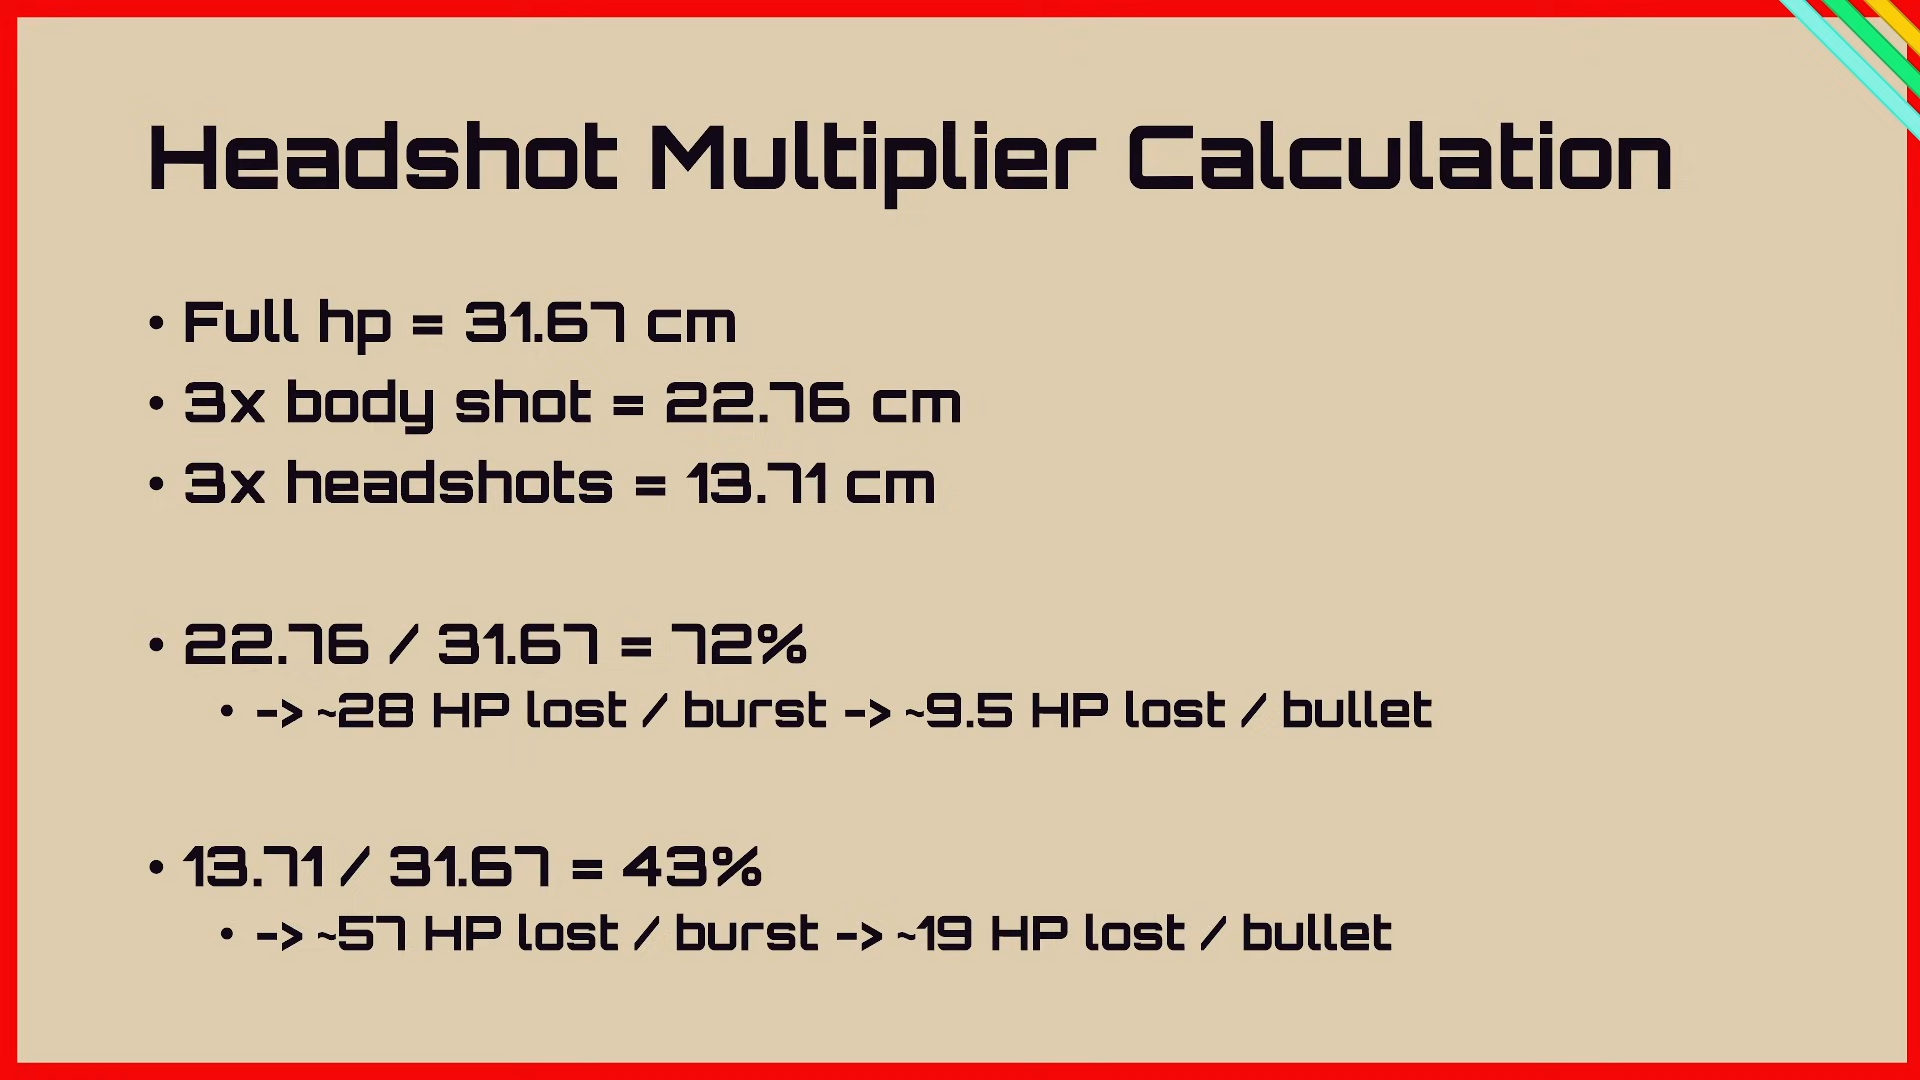 Headshot Multiplier Calculation
• Full hp = 31.67 cm
• 3x body shot = 22.76 cm
• 3x headshots = 13.71 cm
• 22.76 / 31.67 = 72%
• -> ~28 HP lost / burst -> ~9.5 HP lost / bullet
• 13.71 / 31.67 = 43%
• -> ~57 HP lost / burst -> ~19 HP lost / bullet